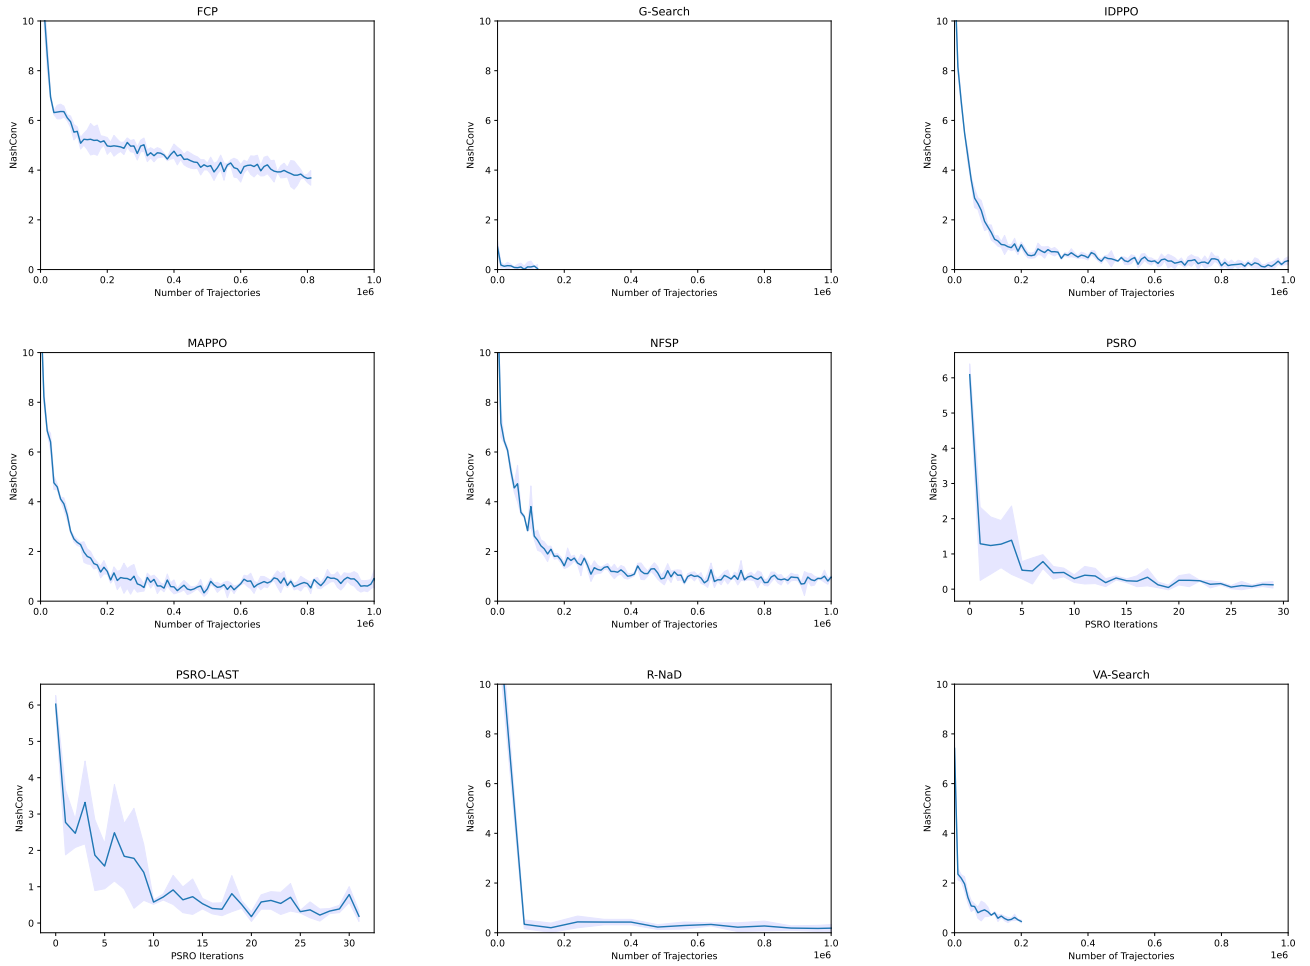 FCP
10
8
6
4
2
0
NashConv
0.0 0.2 0.4 0.6 0.8 1.0
1e6
Number of Trajectories
G-Search
10
8
6
4
2
0
NashConv
0.0 0.2 0.4 0.6 0.8 1.0
1e6
Number of Trajectories
IDPPO
10
8
6
4
2
0
NashConv
0.0 0.2 0.4 0.6 0.8 1.0
1e6
Number of Trajectories
MAPPO
10
8
6
4
2
0
NashConv
0.0 0.2 0.4 0.6 0.8 1.0
1e6
Number of Trajectories
NFSP
10
8
6
4
2
0
NashConv
0.0 0.2 0.4 0.6 0.8 1.0
1e6
Number of Trajectories
PSRO
6
5
4
3
2
1
0
NashConv
0 5 10 15 20 25 30
PSRO Iterations
PSRO-LAST
6
5
4
3
2
1
0
NashConv
0 5 10 15 20 25 30
PSRO Iterations
R-NaD
10
8
6
4
2
0
NashConv
0.0 0.2 0.4 0.6 0.8 1.0
1e6
Number of Trajectories
VA-Search
10
8
6
4
2
0
NashConv
0.0 0.2 0.4 0.6 0.8 1.0
1e6
Number of Trajectories